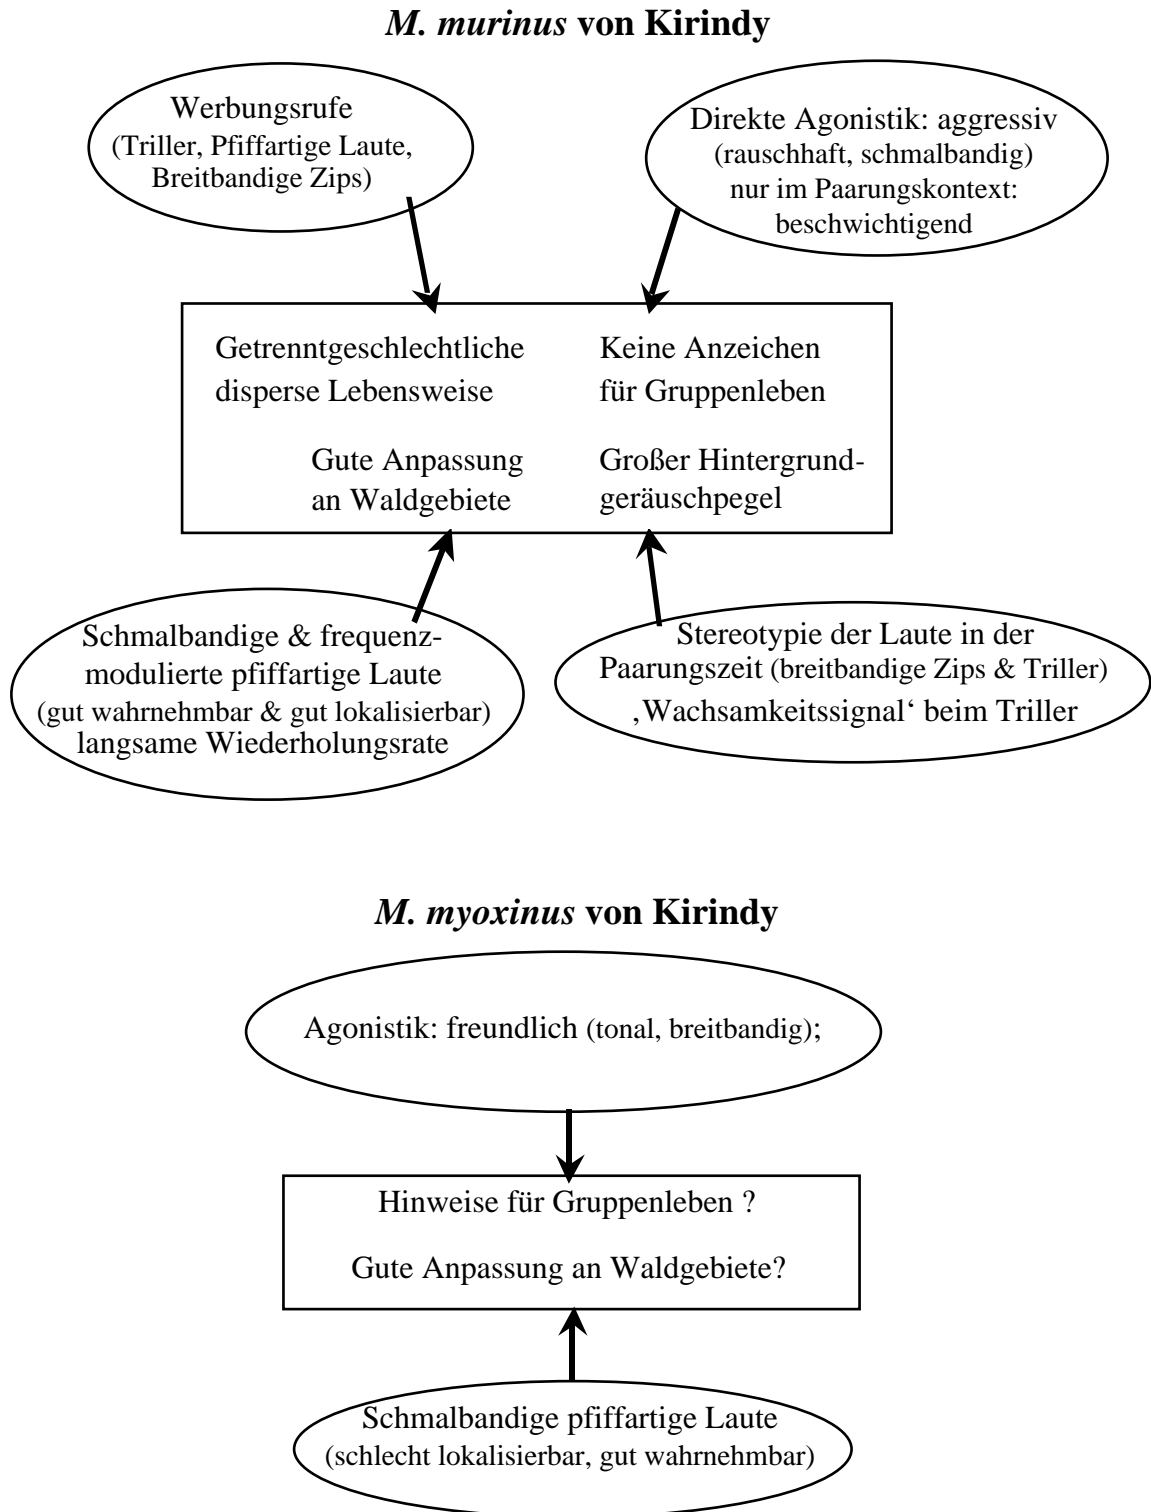 M. murinus von Kirindy
Werbungsrufe
(Triller, Pfiffartige Laute,
Breitbandige Zips)
Direkte Agonistik: aggressiv
(rauschhaft, schmalbandig)
nur im Paarungskontext:
beschwichtigend
Getrenntgeschlechtliche
disperse Lebensweise
Keine Anzeichen
für Gruppenleben
Gute Anpassung
an Waldgebiete
Großer Hintergrund-
geräuschpegel
Schmalbandige & frequenz-
modulierte pfiffartige Laute
(gut wahrnehmbar & gut lokalisierbar)
langsame Wiederholungsrate
Stereotypie der Laute in der
Paarungszeit (breitbandige Zips & Triller)
‚Wachsamkeitssignal‘ beim Triller
M. myoxinus von Kirindy
Agonistik: freundlich (tonal, breitbandig);
Hinweise für Gruppenleben ?
Gute Anpassung an Waldgebiete?
Schmalbandige pfiffartige Laute
(schlecht lokalisierbar, gut wahrnehmbar)